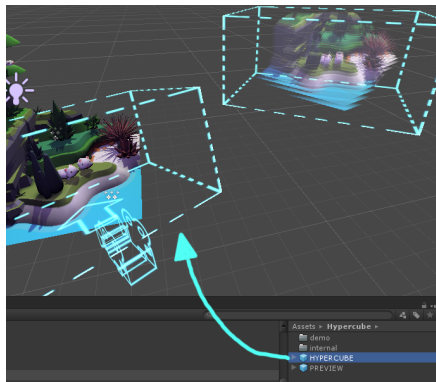 Assets ▸ Hypercube ▸
demo
internal
HYPERCUBE
PREVIEW